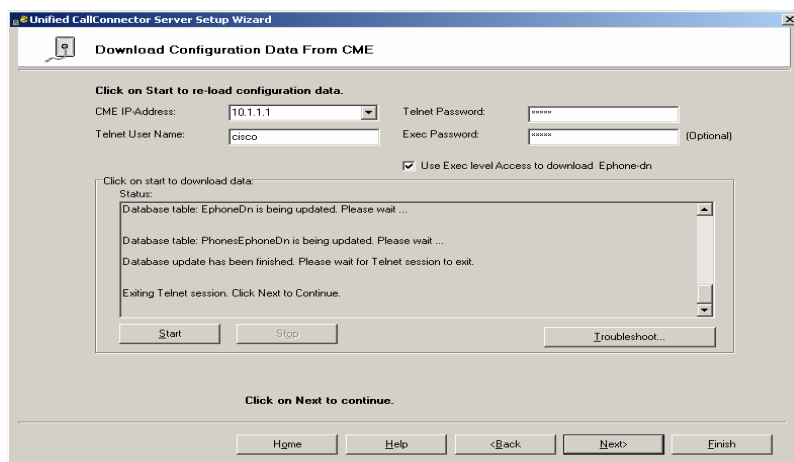 Unified CallConnector Server Setup Wizard
Download Configuration Data From CME
Click on Start to re-load configuration data.
CME IP-Address: 10.1.1.1 Telnet Password: *****
Telnet User Name: cisco Exec Password: ***** (Optional)
Use Exec level Access to download Ephone-dn
Click on start to download data:
Status:
Database table: EphoneDn is being updated. Please wait ...
Database table: PhonesEphoneDn is being updated. Please wait ...
Database update has been finished. Please wait for Telnet session to exit.
Exiting Telnet session. Click Next to Continue.
Start Stop Troubleshoot...
Click on Next to continue.
Home Help <Back Next> Finish